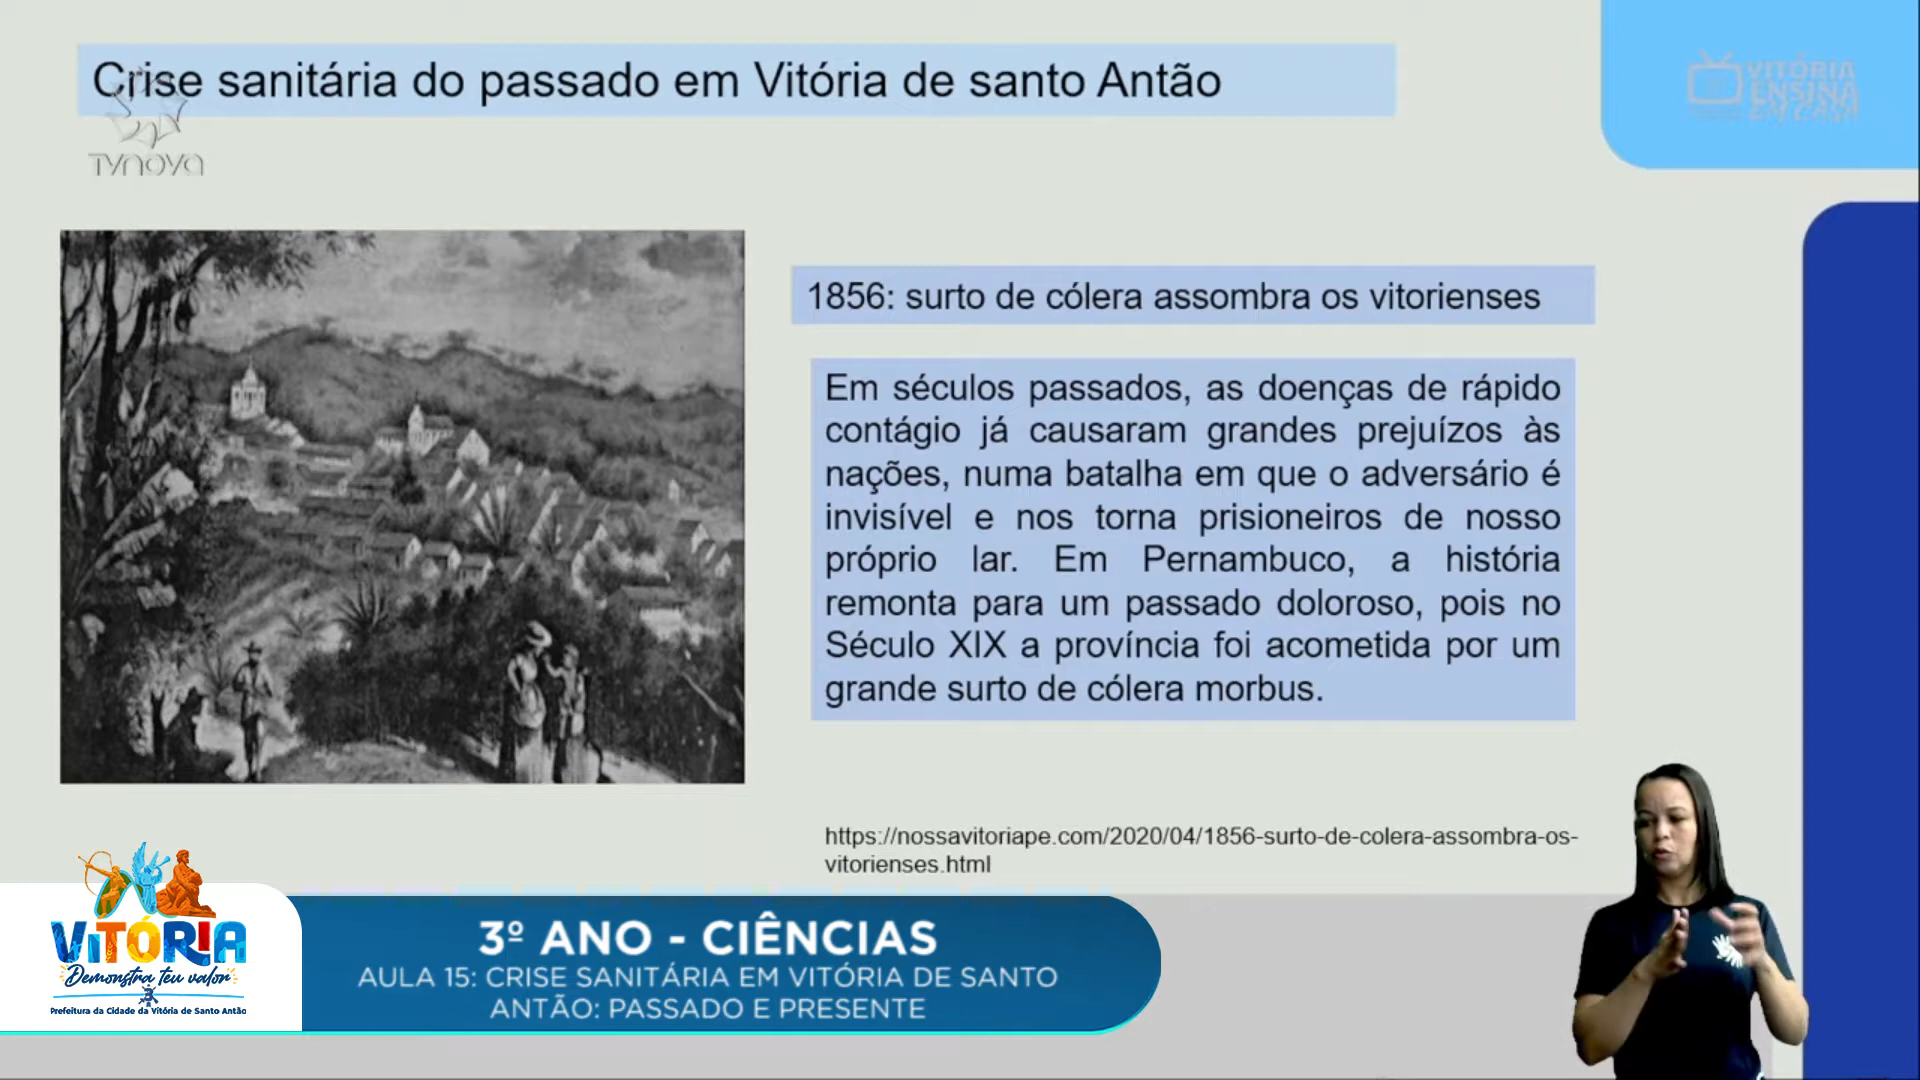 Crise sanitária do passado em Vitória de santo Antão
TVNOVA
VITÓRIA
ENSINA
EM CASA
1856: surto de cólera assombra os vitorienses
Em séculos passados, as doenças de rápido
contágio já causaram grandes prejuízos às
nações, numa batalha em que o adversário é
invisível e nos torna prisioneiros de nosso
próprio lar. Em Pernambuco, a história
remonta para um passado doloroso, pois no
Século XIX a província foi acometida por um
grande surto de cólera morbus.
https://nossavitoriape.com/2020/04/1856-surto-de-colera-assombra-os-
vitorienses.html
VITÓRIA
Demonstra teu valor
Prefeitura da Cidade da Vitória de Santo Antão
3º ANO - CIÊNCIAS
AULA 15: CRISE SANITÁRIA EM VITÓRIA DE SANTO
ANTÃO: PASSADO E PRESENTE